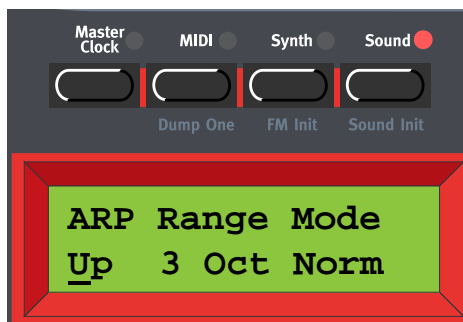 Master Clock MIDI Synth Sound
Dump One FM Init Sound Init
ARP Range Mode
Up 3 Oct Norm